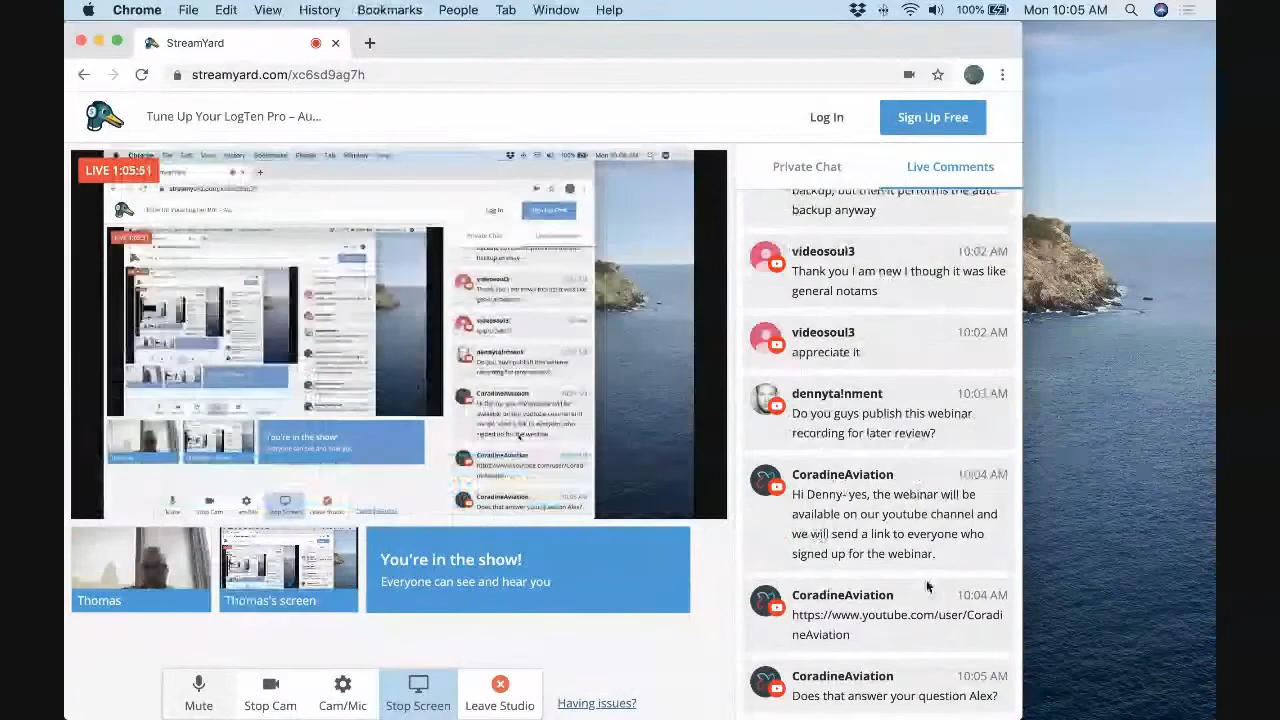 Chrome File Edit View History Bookmarks People Tab Window Help 100% Mon 10:05 AM
StreamYard
streamyard.com/xc6sd9ag7h
Tune Up Your LogTen Pro – Au... Log In Sign Up Free
LIVE 1:05:51
Private Chat Live Comments
backup, but then it performs the auto-
backup anyway
videosoul3 10:02 AM
Thank you I am new I though it was like
general notams
videosoul3 10:02 AM
appreciate it
dennyta!nment 10:03 AM
Do you guys publish this webinar
recording for later review?
CoradineAviation 10:04 AM
Hi Denny- yes, the webinar will be
available on our youtube channel and
we will send a link to everyone who
signed up for the webinar.
CoradineAviation 10:04 AM
https://www.youtube.com/user/Coradi
neAviation
CoradineAviation 10:05 AM
Does that answer your question Alex?
Thomas
Thomas's screen
You're in the show!
Everyone can see and hear you
Mute Stop Cam Cam/Mic Stop Screen Leave Studio Having issues?